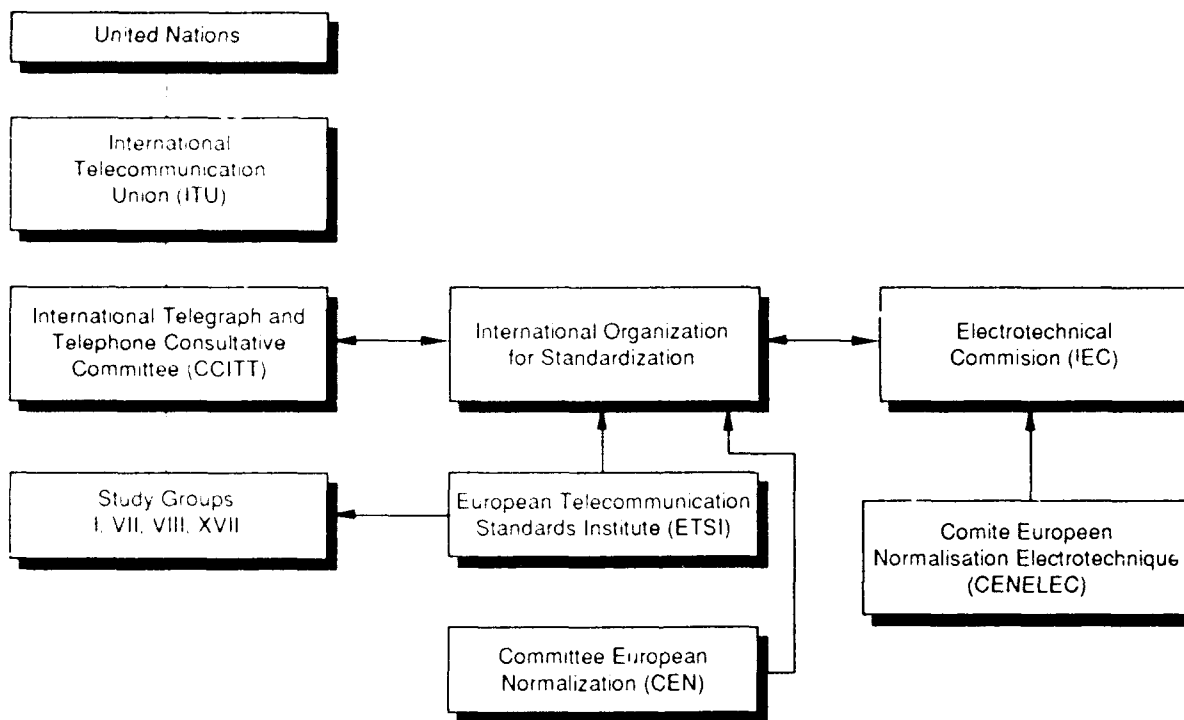 United Nations
International
Telecommunication
Union (ITU)
International Telegraph and
Telephone Consultative
Committee (CCITT)
International Organization
for Standardization
Electrotechnical
Commision (IEC)
Study Groups
I, VII, VIII, XVII
European Telecommunication
Standards Institute (ETSI)
Comite Europeen
Normalisation Electrotechnique
(CENELEC)
Committee European
Normalization (CEN)